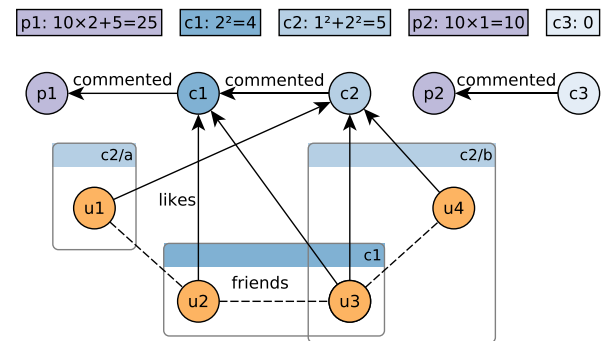 p1: 10×2+5=25
c1: 2²=4
c2: 1²+2²=5
p2: 10×1=10
c3: 0
p1
commented
c1
commented
c2
p2
commented
c3
c2/a
c2/b
u1
likes
u4
c1
friends
u2
u3